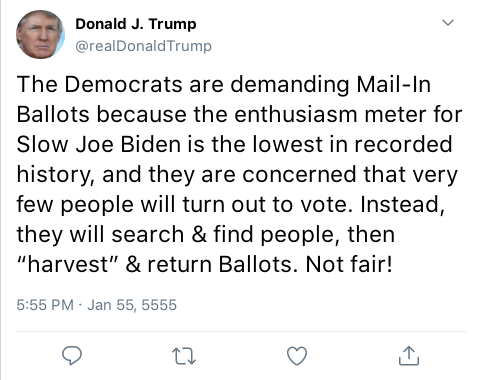 Donald J. Trump
@realDonaldTrump
The Democrats are demanding Mail-In
Ballots because the enthusiasm meter for
Slow Joe Biden is the lowest in recorded
history, and they are concerned that very
few people will turn out to vote. Instead,
they will search & find people, then
“harvest” & return Ballots. Not fair!
5:55 PM · Jan 55, 5555